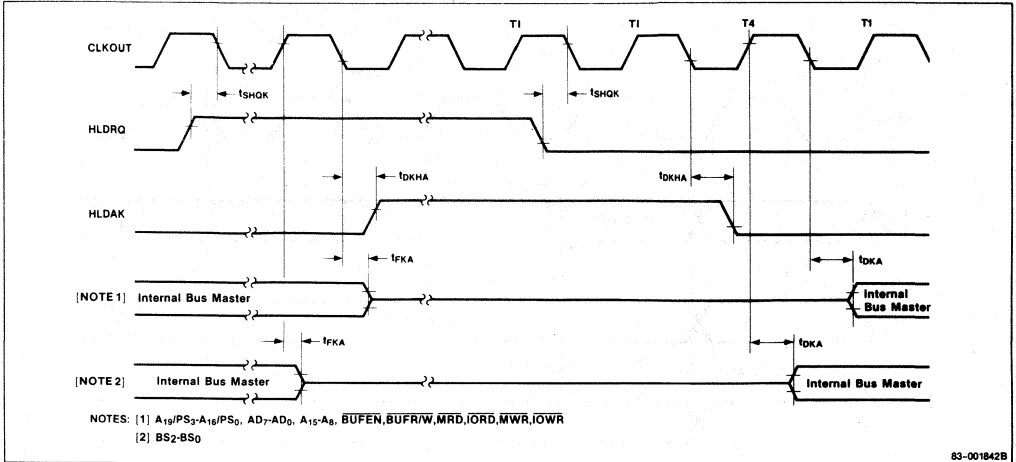 TI TI T4 T1
CLKOUT
tSHQK tSHQK
HLDRQ
tDKHA tDKHA
HLDAK
tFKA tDKA
[NOTE 1] Internal Bus Master Internal
Bus Master
tFKA tDKA
[NOTE 2] Internal Bus Master Internal Bus Master
NOTES: [1] A19/PS3-A16/PS0, AD7-AD0, A15-A8, BUFEN,BUFR/W,MRD,IORD,MWR,IOWR
[2] BS2-BS0
83-001842B